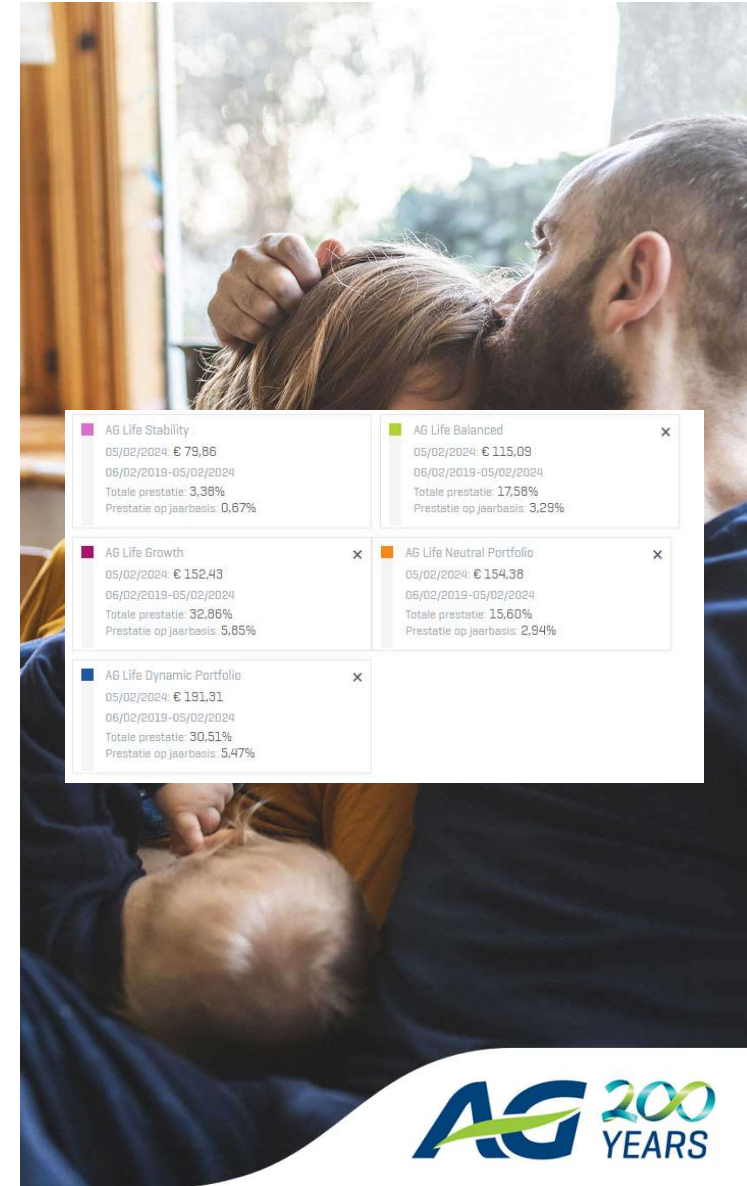 AG Life Stability
05/02/2024: € 79,86
06/02/2019-05/02/2024
Totale prestatie: 3,38%
Prestatie op jaarbasis: 0,67%
AG Life Balanced
05/02/2024: € 115,09
06/02/2019-05/02/2024
Totale prestatie: 17,58%
Prestatie op jaarbasis: 3,29%
AG Life Growth
05/02/2024: € 152,43
06/02/2019-05/02/2024
Totale prestatie: 32,86%
Prestatie op jaarbasis: 5,85%
AG Life Neutral Portfolio
05/02/2024: € 154,38
06/02/2019-05/02/2024
Totale prestatie: 15,60%
Prestatie op jaarbasis: 2,94%
AG Life Dynamic Portfolio
05/02/2024: € 191,31
06/02/2019-05/02/2024
Totale prestatie: 30,51%
Prestatie op jaarbasis: 5,47%
AG
200
YEARS